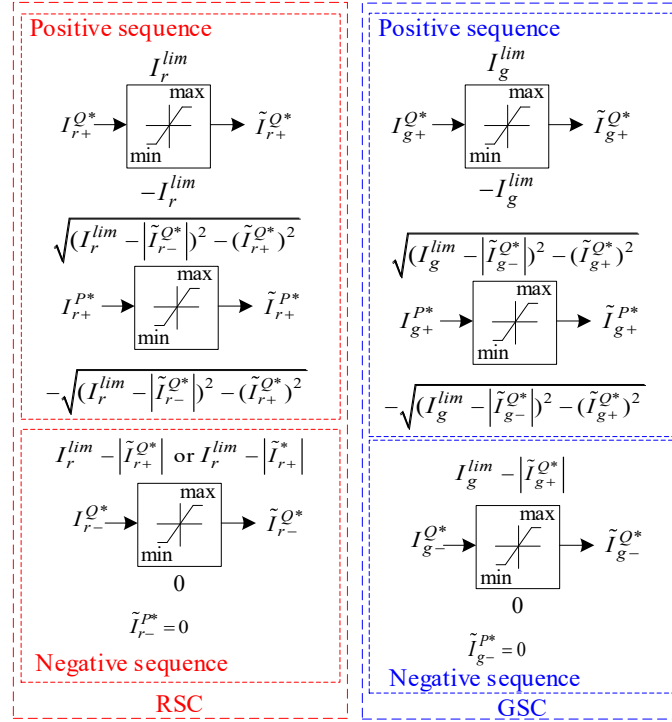 Positive sequence
I_r^{lim}
max
I_{r+}^{Q*} Ĩ_{r+}^{Q*}
min
-I_r^{lim}
\sqrt{(I_r^{lim} - |Ĩ_{r-}^{Q*}|)^2 - (Ĩ_{r+}^{Q*})^2}
max
I_{r+}^{P*} Ĩ_{r+}^{P*}
min
-\sqrt{(I_r^{lim} - |Ĩ_{r-}^{Q*}|)^2 - (Ĩ_{r+}^{Q*})^2}
I_r^{lim} - |Ĩ_{r+}^{Q*}| or I_r^{lim} - |Ĩ_{r+}^{*}|
max
I_{r-}^{Q*} Ĩ_{r-}^{Q*}
min
0
Ĩ_{r-}^{P*} = 0
Negative sequence
RSC
Positive sequence
I_g^{lim}
max
I_{g+}^{Q*} Ĩ_{g+}^{Q*}
min
-I_g^{lim}
\sqrt{(I_g^{lim} - |Ĩ_{g-}^{Q*}|)^2 - (Ĩ_{g+}^{Q*})^2}
max
I_{g+}^{P*} Ĩ_{g+}^{P*}
min
-\sqrt{(I_g^{lim} - |Ĩ_{g-}^{Q*}|)^2 - (Ĩ_{g+}^{Q*})^2}
I_g^{lim} - |Ĩ_{g+}^{Q*}|
max
I_{g-}^{Q*} Ĩ_{g-}^{Q*}
min
0
Ĩ_{g-}^{P*} = 0
Negative sequence
GSC